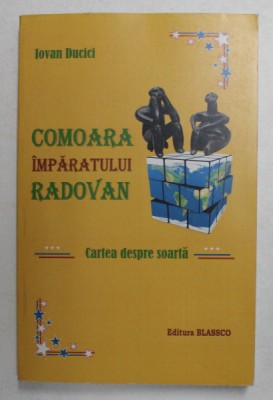 Iovan Ducici
COMOARA
ÎMPĂRATULUI
RADOVAN
Cartea despre soartă
Editura BLASSCO